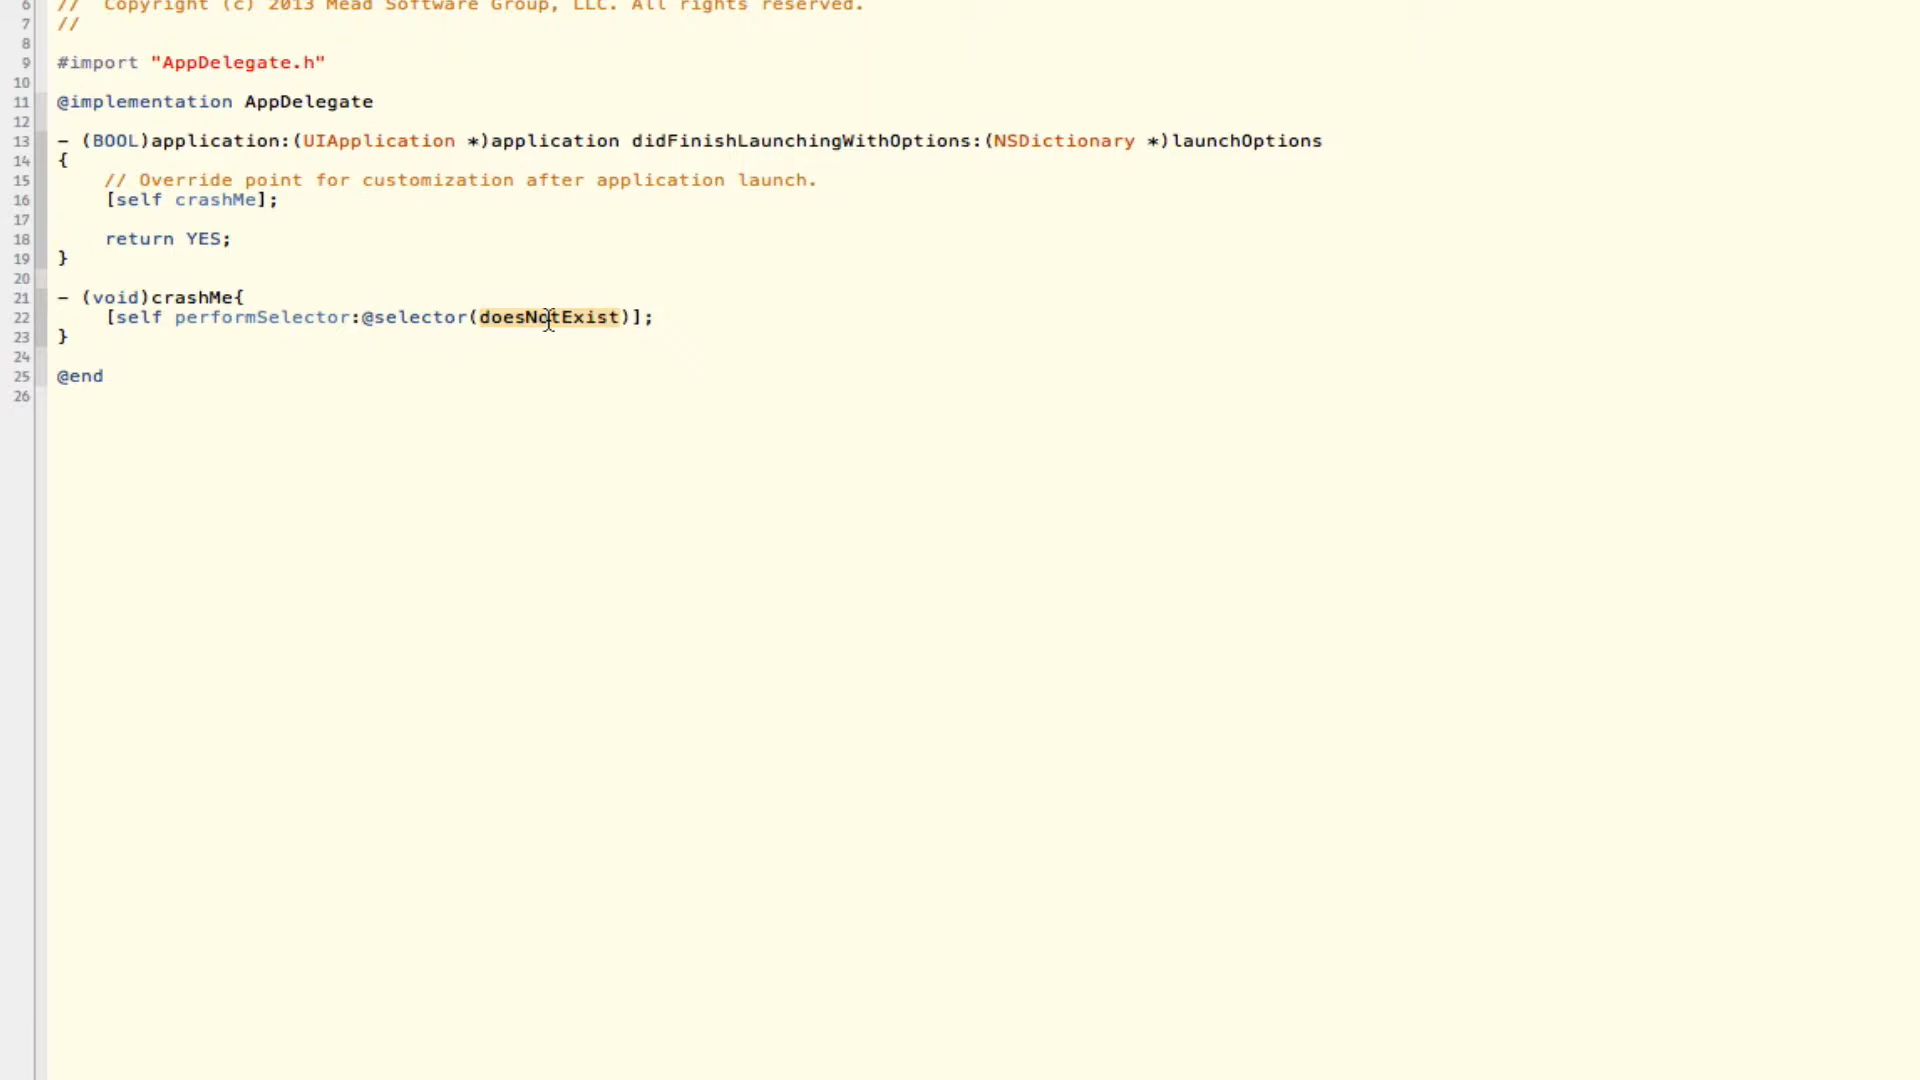 6 // Copyright (c) 2013 Mead Software Group, LLC. All rights reserved.
7 //
8
9 #import "AppDelegate.h"
10
11 @implementation AppDelegate
12
13 - (BOOL)application:(UIApplication *)application didFinishLaunchingWithOptions:(NSDictionary *)launchOptions
14 {
15     // Override point for customization after application launch.
16     [self crashMe];
17
18     return YES;
19 }
20
21 - (void)crashMe{
22     [self performSelector:@selector(doesNotExist)];
23 }
24
25 @end
26